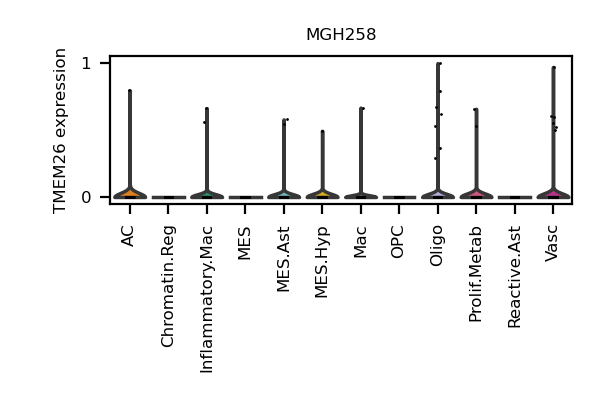 MGH258
TMEM26 expression
1
0
AC
Chromatin.Reg
Inflammatory.Mac
MES
MES.Ast
MES.Hyp
Mac
OPC
Oligo
Prolif.Metab
Reactive.Ast
Vasc